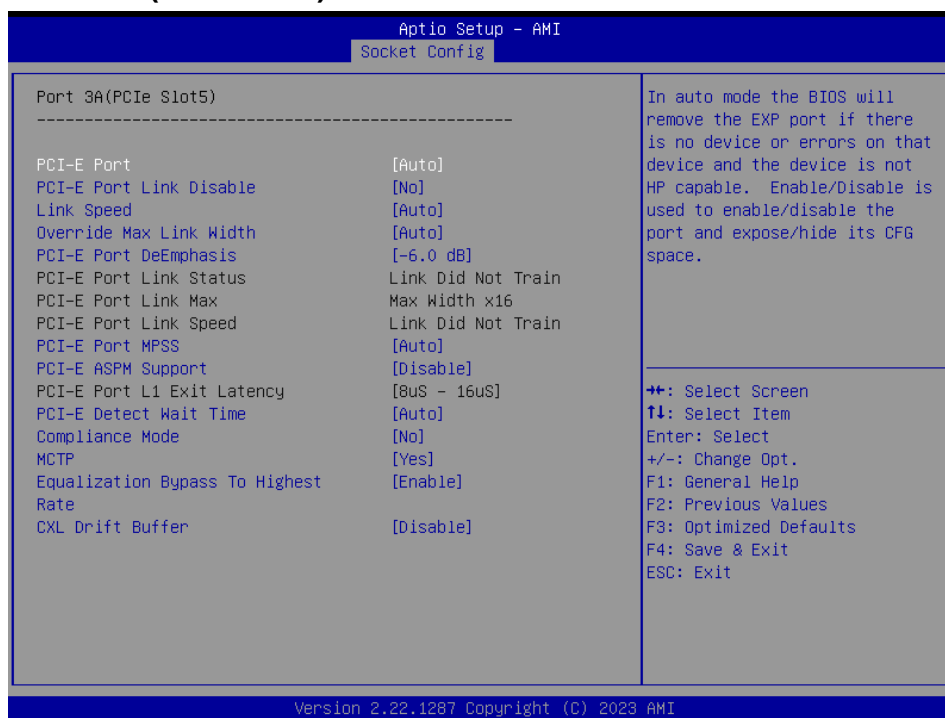 Aptio Setup - AMI
Socket Config
Port 3A(PCIe Slot5)
--------------------------------------------------
PCI-E Port [Auto]
PCI-E Port Link Disable [No]
Link Speed [Auto]
Override Max Link Width [Auto]
PCI-E Port DeEmphasis [-6.0 dB]
PCI-E Port Link Status Link Did Not Train
PCI-E Port Link Max Max Width x16
PCI-E Port Link Speed Link Did Not Train
PCI-E Port MPSS [Auto]
PCI-E ASPM Support [Disable]
PCI-E Port L1 Exit Latency [8uS - 16uS]
PCI-E Detect Wait Time [Auto]
Compliance Mode [No]
MCTP [Yes]
Equalization Bypass To Highest [Enable]
Rate
CXL Drift Buffer [Disable]
In auto mode the BIOS will
remove the EXP port if there
is no device or errors on that
device and the device is not
HP capable.  Enable/Disable is
used to enable/disable the
port and expose/hide its CFG
space.
→←: Select Screen
↑↓: Select Item
Enter: Select
+/-: Change Opt.
F1: General Help
F2: Previous Values
F3: Optimized Defaults
F4: Save & Exit
ESC: Exit
Version 2.22.1287 Copyright (C) 2023 AMI